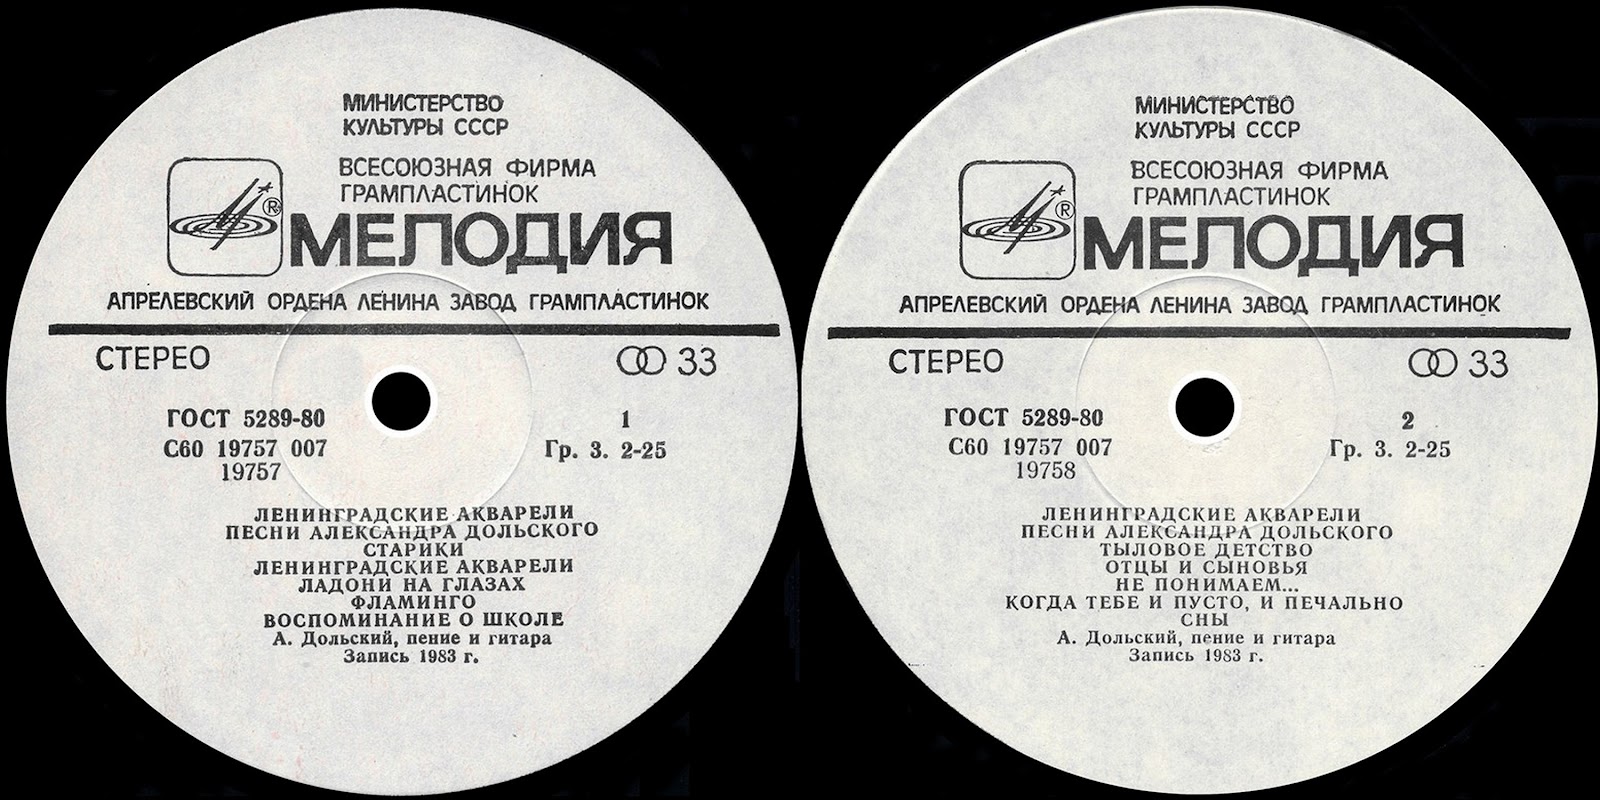 МИНИСТЕРСТВО
КУЛЬТУРЫ СССР
ВСЕСОЮЗНАЯ ФИРМА
ГРАМПЛАСТИНОК
®
МЕЛОДИЯ
АПРЕЛЕВСКИЙ ОРДЕНА ЛЕНИНА ЗАВОД ГРАМПЛАСТИНОК
СТЕРЕО 33
ГОСТ 5289-80 1
С60 19757 007 Гр. 3. 2-25
19757
ЛЕНИНГРАДСКИЕ АКВАРЕЛИ
ПЕСНИ АЛЕКСАНДРА ДОЛЬСКОГО
СТАРИКИ
ЛЕНИНГРАДСКИЕ АКВАРЕЛИ
ЛАДОНИ НА ГЛАЗАХ
ФЛАМИНГО
ВОСПОМИНАНИЕ О ШКОЛЕ
А. Дольский, пение и гитара
Запись 1983 г.
МИНИСТЕРСТВО
КУЛЬТУРЫ СССР
ВСЕСОЮЗНАЯ ФИРМА
ГРАМПЛАСТИНОК
®
МЕЛОДИЯ
АПРЕЛЕВСКИЙ ОРДЕНА ЛЕНИНА ЗАВОД ГРАМПЛАСТИНОК
СТЕРЕО 33
ГОСТ 5289-80 2
С60 19757 007 Гр. 3. 2-25
19758
ЛЕНИНГРАДСКИЕ АКВАРЕЛИ
ПЕСНИ АЛЕКСАНДРА ДОЛЬСКОГО
ТЫЛОВОЕ ДЕТСТВО
ОТЦЫ И СЫНОВЬЯ
НЕ ПОНИМАЕМ...
КОГДА ТЕБЕ И ПУСТО, И ПЕЧАЛЬНО
СНЫ
А. Дольский, пение и гитара
Запись 1983 г.